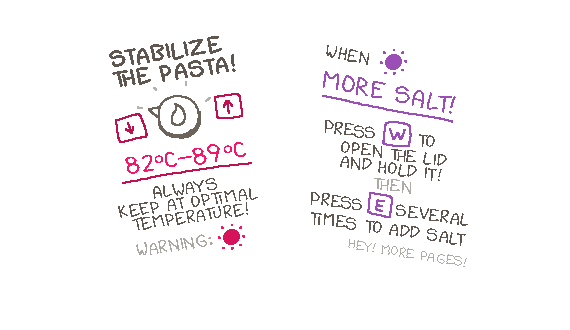 STABILIZE
THE PASTA!
↓
↑
82°C-89°C
ALWAYS
KEEP AT OPTIMAL
TEMPERATURE!
WARNING:
WHEN
MORE SALT!
PRESS W TO
OPEN THE LID
AND HOLD IT!
THEN
PRESS E SEVERAL
TIMES TO ADD SALT
HEY! MORE PAGES!